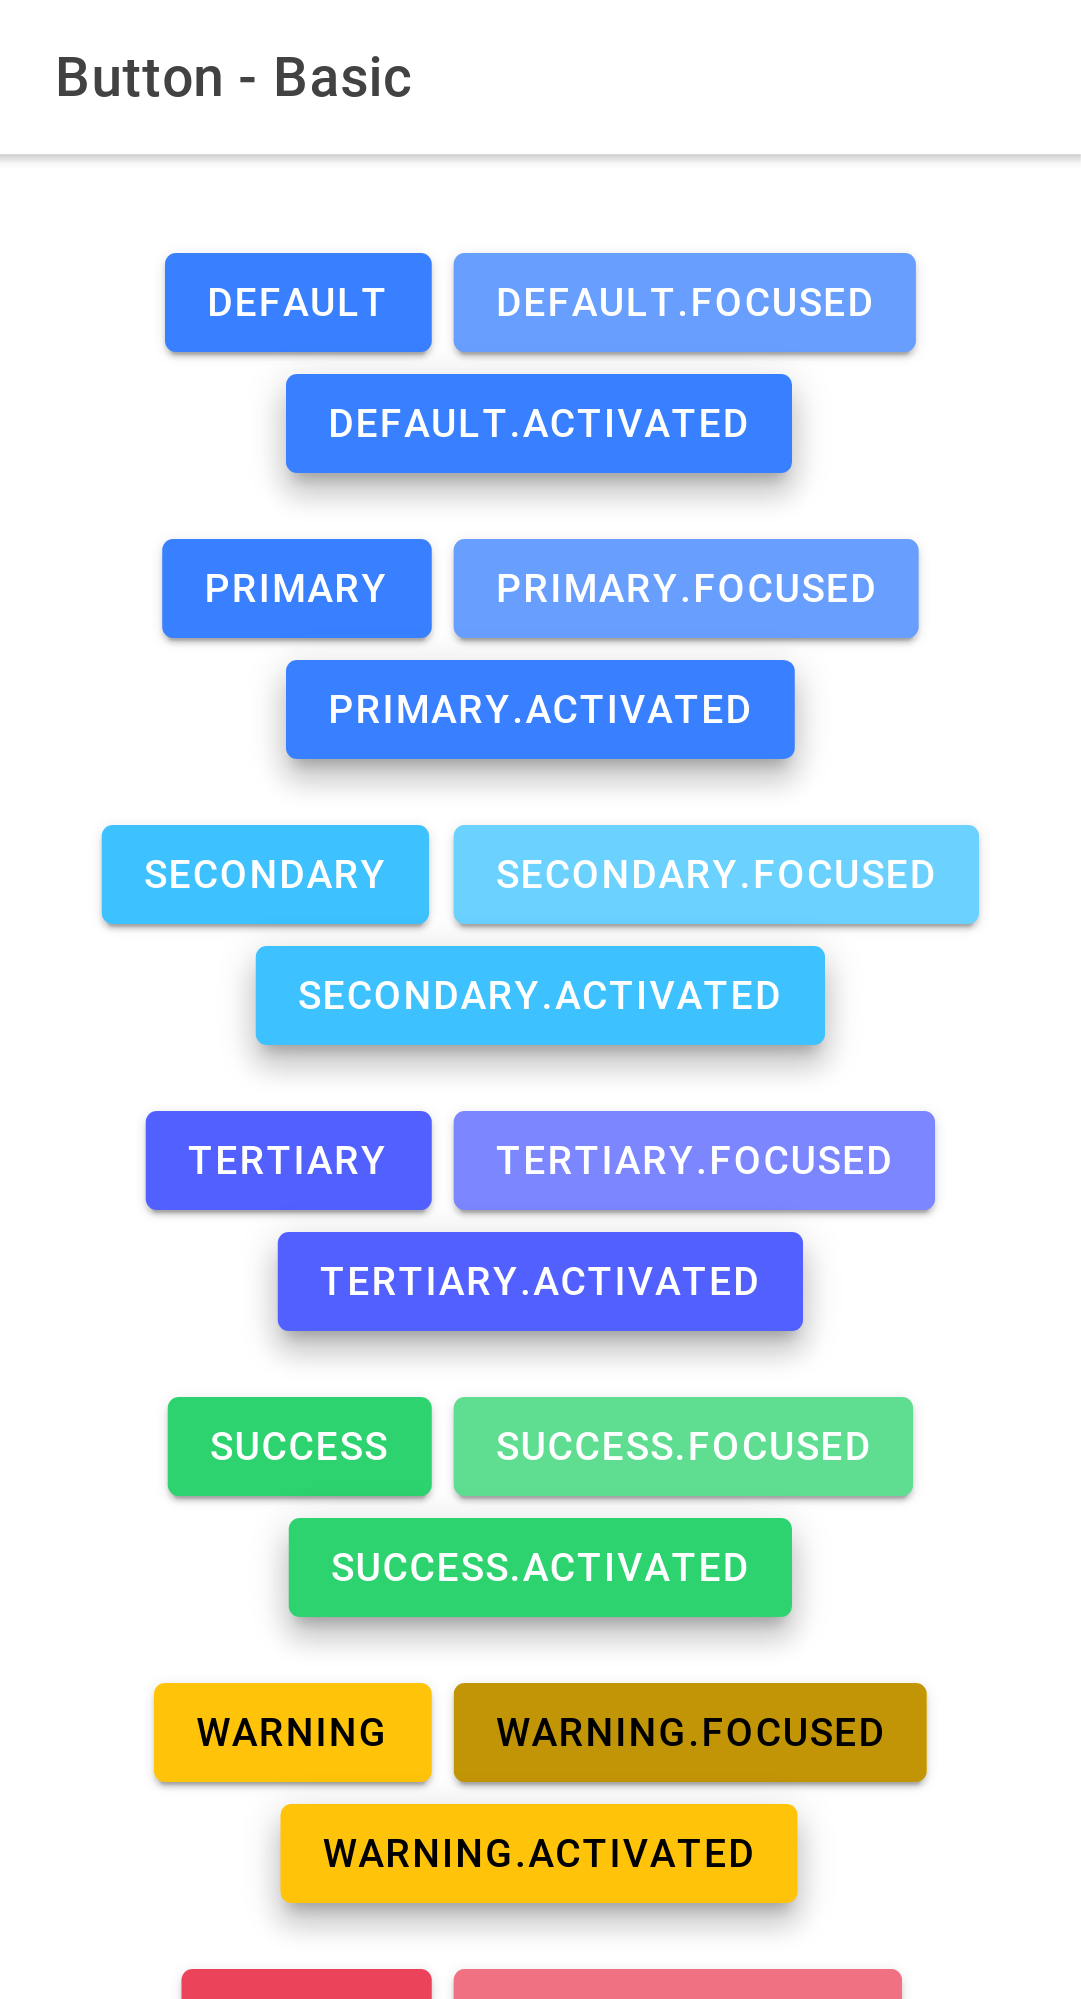 Button - Basic
DEFAULT DEFAULT.FOCUSED
DEFAULT.ACTIVATED
PRIMARY PRIMARY.FOCUSED
PRIMARY.ACTIVATED
SECONDARY SECONDARY.FOCUSED
SECONDARY.ACTIVATED
TERTIARY TERTIARY.FOCUSED
TERTIARY.ACTIVATED
SUCCESS SUCCESS.FOCUSED
SUCCESS.ACTIVATED
WARNING WARNING.FOCUSED
WARNING.ACTIVATED